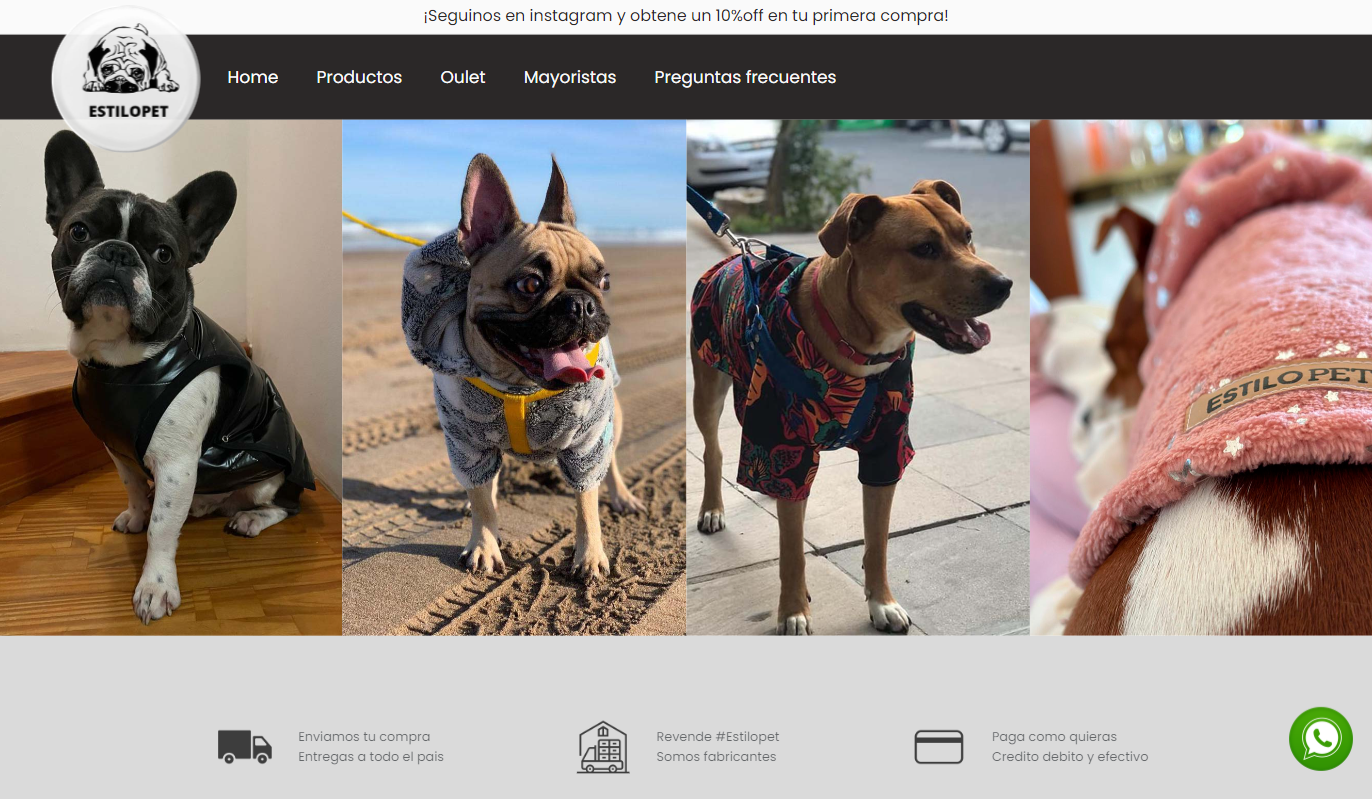 ¡Seguinos en instagram y obtene un 10%off en tu primera compra!
ESTILOPET
Home
Productos
Oulet
Mayoristas
Preguntas frecuentes
ESTILO PET
Enviamos tu compra
Entregas a todo el pais
Revende #Estilopet
Somos fabricantes
Paga como quieras
Credito debito y efectivo